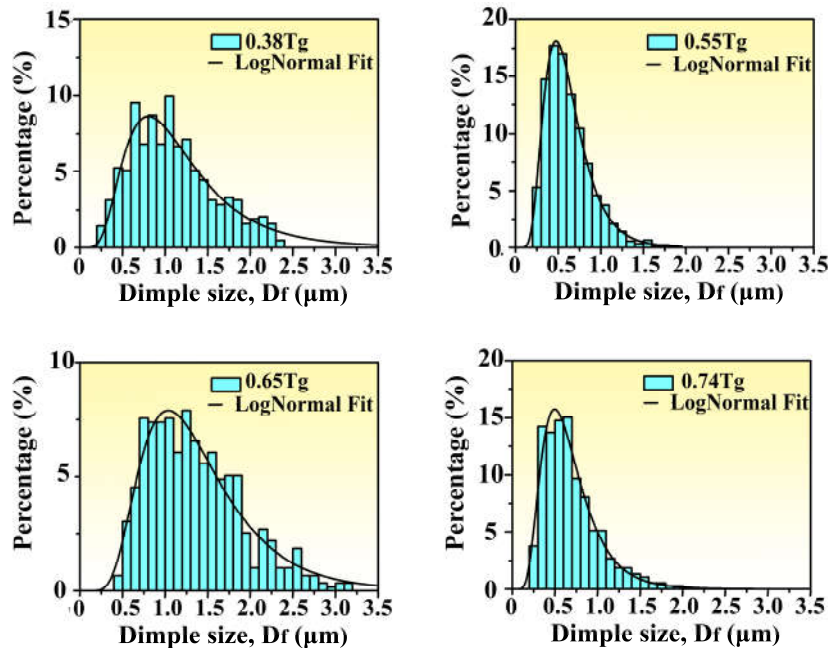 15
10
5
0
Percentage (%)
0.38Tg
LogNormal Fit
0.5 1.0 1.5 2.0 2.5 3.0 3.5
Dimple size, Df (μm)
20
15
10
5
0
Percentage (%)
0.55Tg
LogNormal Fit
0 0.5 1.0 1.5 2.0 2.5 3.0 3.5
Dimple size, Df (μm)
10
5
0
Percentage (%)
0.65Tg
LogNormal Fit
0 0.5 1.0 1.5 2.0 2.5 3.0 3.5
Dimple size, Df (μm)
20
15
10
5
0
Percentage (%)
0.74Tg
LogNormal Fit
0 0.5 1.0 1.5 2.0 2.5 3.0 3.5
Dimple size, Df (μm)